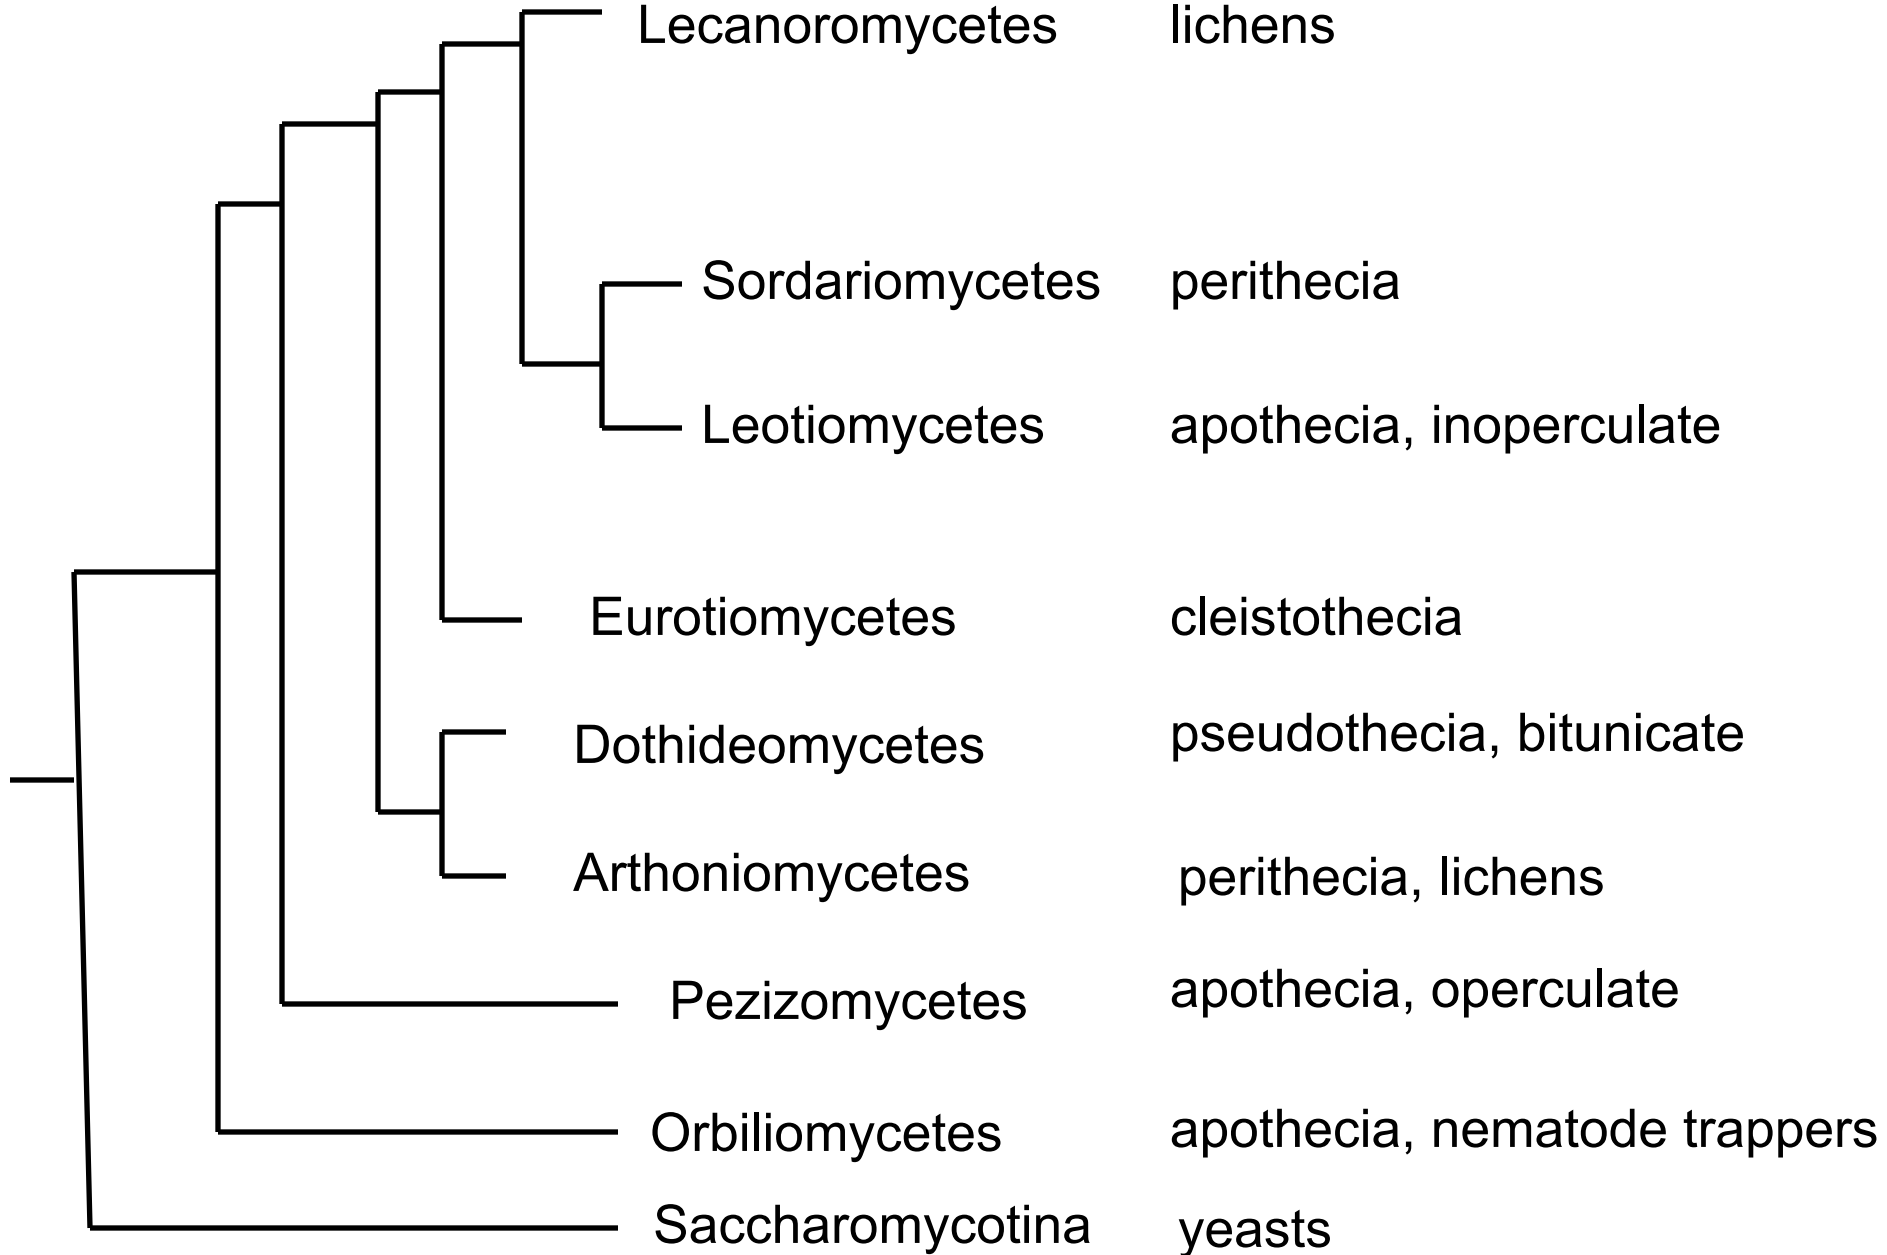 Lecanoromycetes lichens
Sordariomycetes perithecia
Leotiomycetes apothecia, inoperculate
Eurotiomycetes cleistothecia
Dothideomycetes pseudothecia, bitunicate
Arthoniomycetes perithecia, lichens
Pezizomycetes apothecia, operculate
Orbiliomycetes apothecia, nematode trappers
Saccharomycotina yeasts